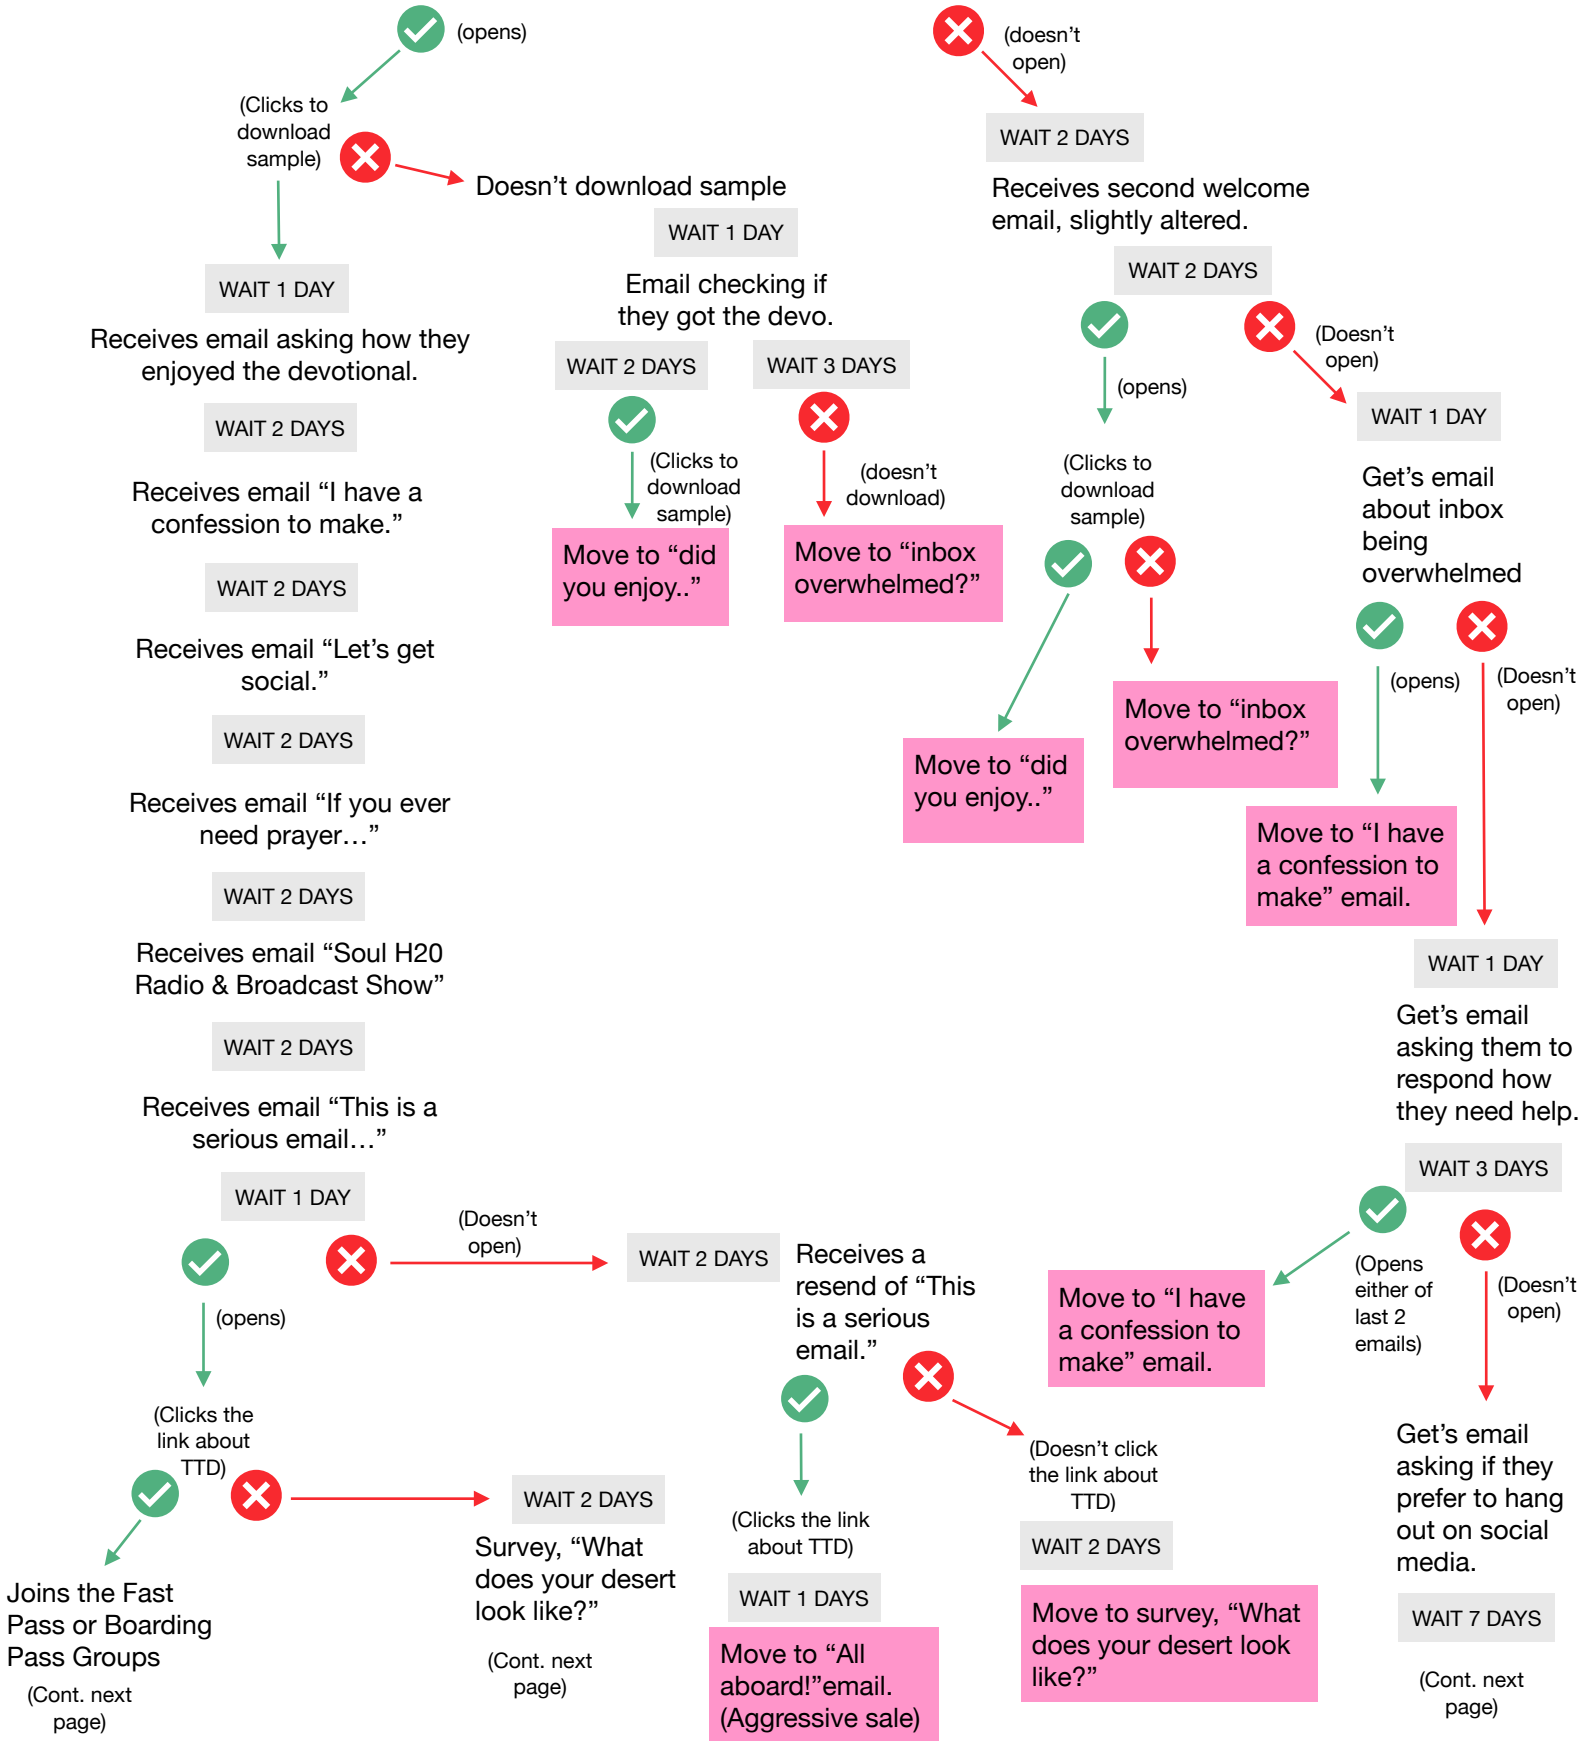 (opens)
(Clicks to
download
sample)
Doesn’t download sample
WAIT 1 DAY
Receives email asking how they
enjoyed the devotional.
WAIT 2 DAYS
Receives email “I have a
confession to make.”
WAIT 2 DAYS
Receives email “Let’s get
social.”
WAIT 2 DAYS
Receives email “If you ever
need prayer…”
WAIT 2 DAYS
Receives email “Soul H20
Radio & Broadcast Show”
WAIT 2 DAYS
Receives email “This is a
serious email…”
WAIT 1 DAY
(opens)
(Clicks the
link about
TTD)
Joins the Fast
Pass or Boarding
Pass Groups
(Cont. next
page)
WAIT 2 DAYS
Survey, “What
does your desert
look like?”
(Cont. next
page)
(Doesn’t
open)
WAIT 2 DAYS
Receives a
resend of “This
is a serious
email.”
(Clicks the link
about TTD)
WAIT 1 DAYS
Move to “All
aboard!”email.
(Aggressive sale)
(Doesn’t click
the link about
TTD)
WAIT 2 DAYS
Move to survey, “What
does your desert look
like?”
WAIT 1 DAY
Email checking if
they got the devo.
WAIT 2 DAYS
(Clicks to
download
sample)
Move to “did
you enjoy..”
WAIT 3 DAYS
(doesn’t
download)
Move to “inbox
overwhelmed?”
(doesn’t
open)
WAIT 2 DAYS
Receives second welcome
email, slightly altered.
WAIT 2 DAYS
(opens)
(Clicks to
download
sample)
Move to “did
you enjoy..”
Move to “inbox
overwhelmed?”
(Doesn’t
open)
WAIT 1 DAY
Get’s email
about inbox
being
overwhelmed
(opens)
Move to “I have
a confession to
make” email.
(Doesn’t
open)
WAIT 1 DAY
Get’s email
asking them to
respond how
they need help.
WAIT 3 DAYS
(Opens
either of
last 2
emails)
Move to “I have
a confession to
make” email.
(Doesn’t
open)
Get’s email
asking if they
prefer to hang
out on social
media.
WAIT 7 DAYS
(Cont. next
page)